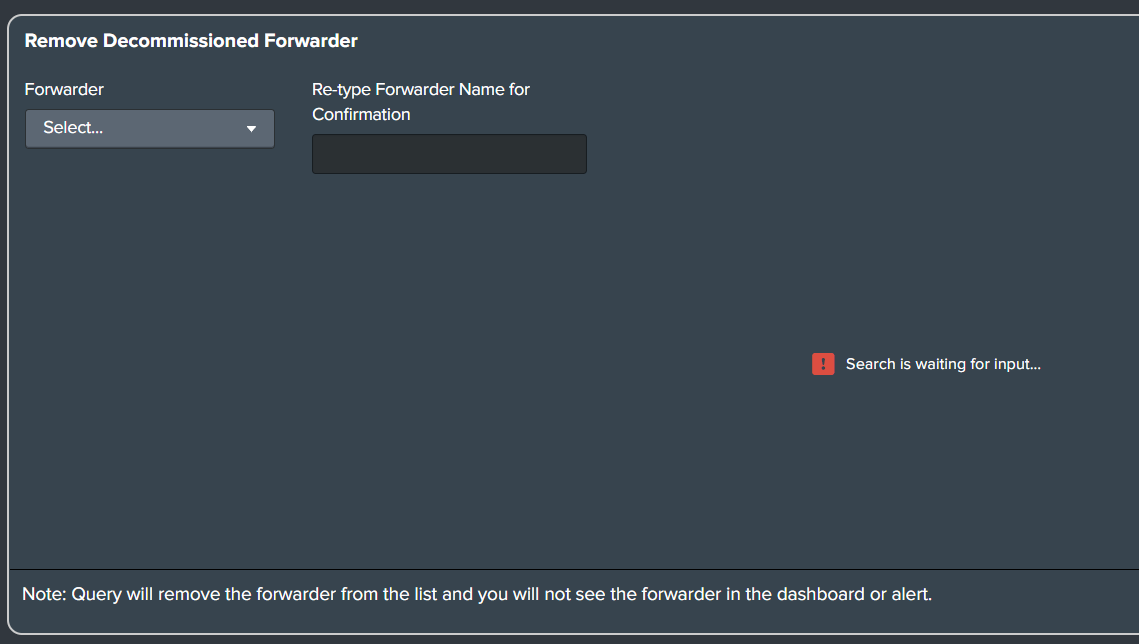 Remove Decommissioned Forwarder
Forwarder
Re-type Forwarder Name for
Confirmation
Select...
Search is waiting for input...
Note: Query will remove the forwarder from the list and you will not see the forwarder in the dashboard or alert.